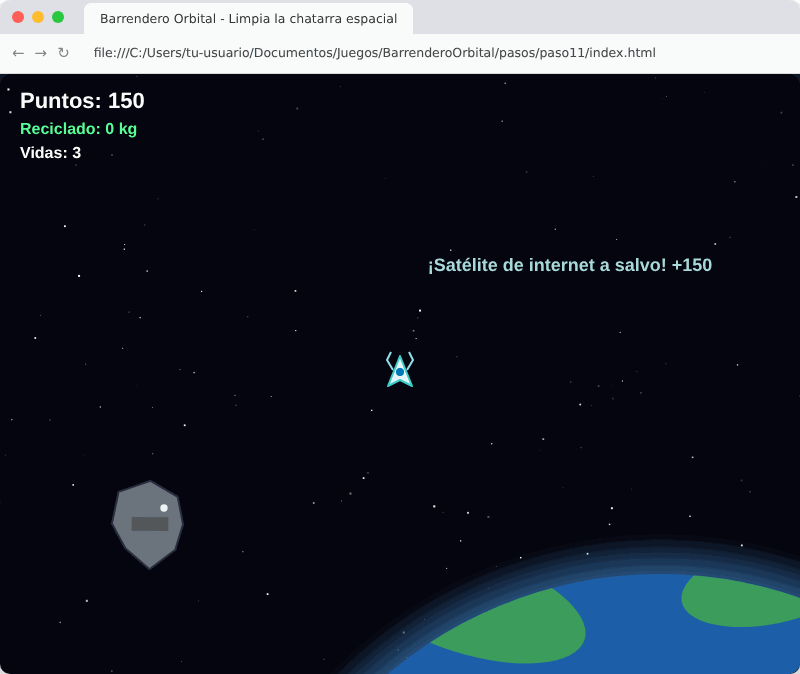 Barrendero Orbital - Limpia la chatarra espacial
file:///C:/Users/tu-usuario/Documentos/Juegos/BarrenderoOrbital/pasos/paso11/index.html
Puntos: 150
Reciclado: 0 kg
Vidas: 3
¡Satélite de internet a salvo! +150